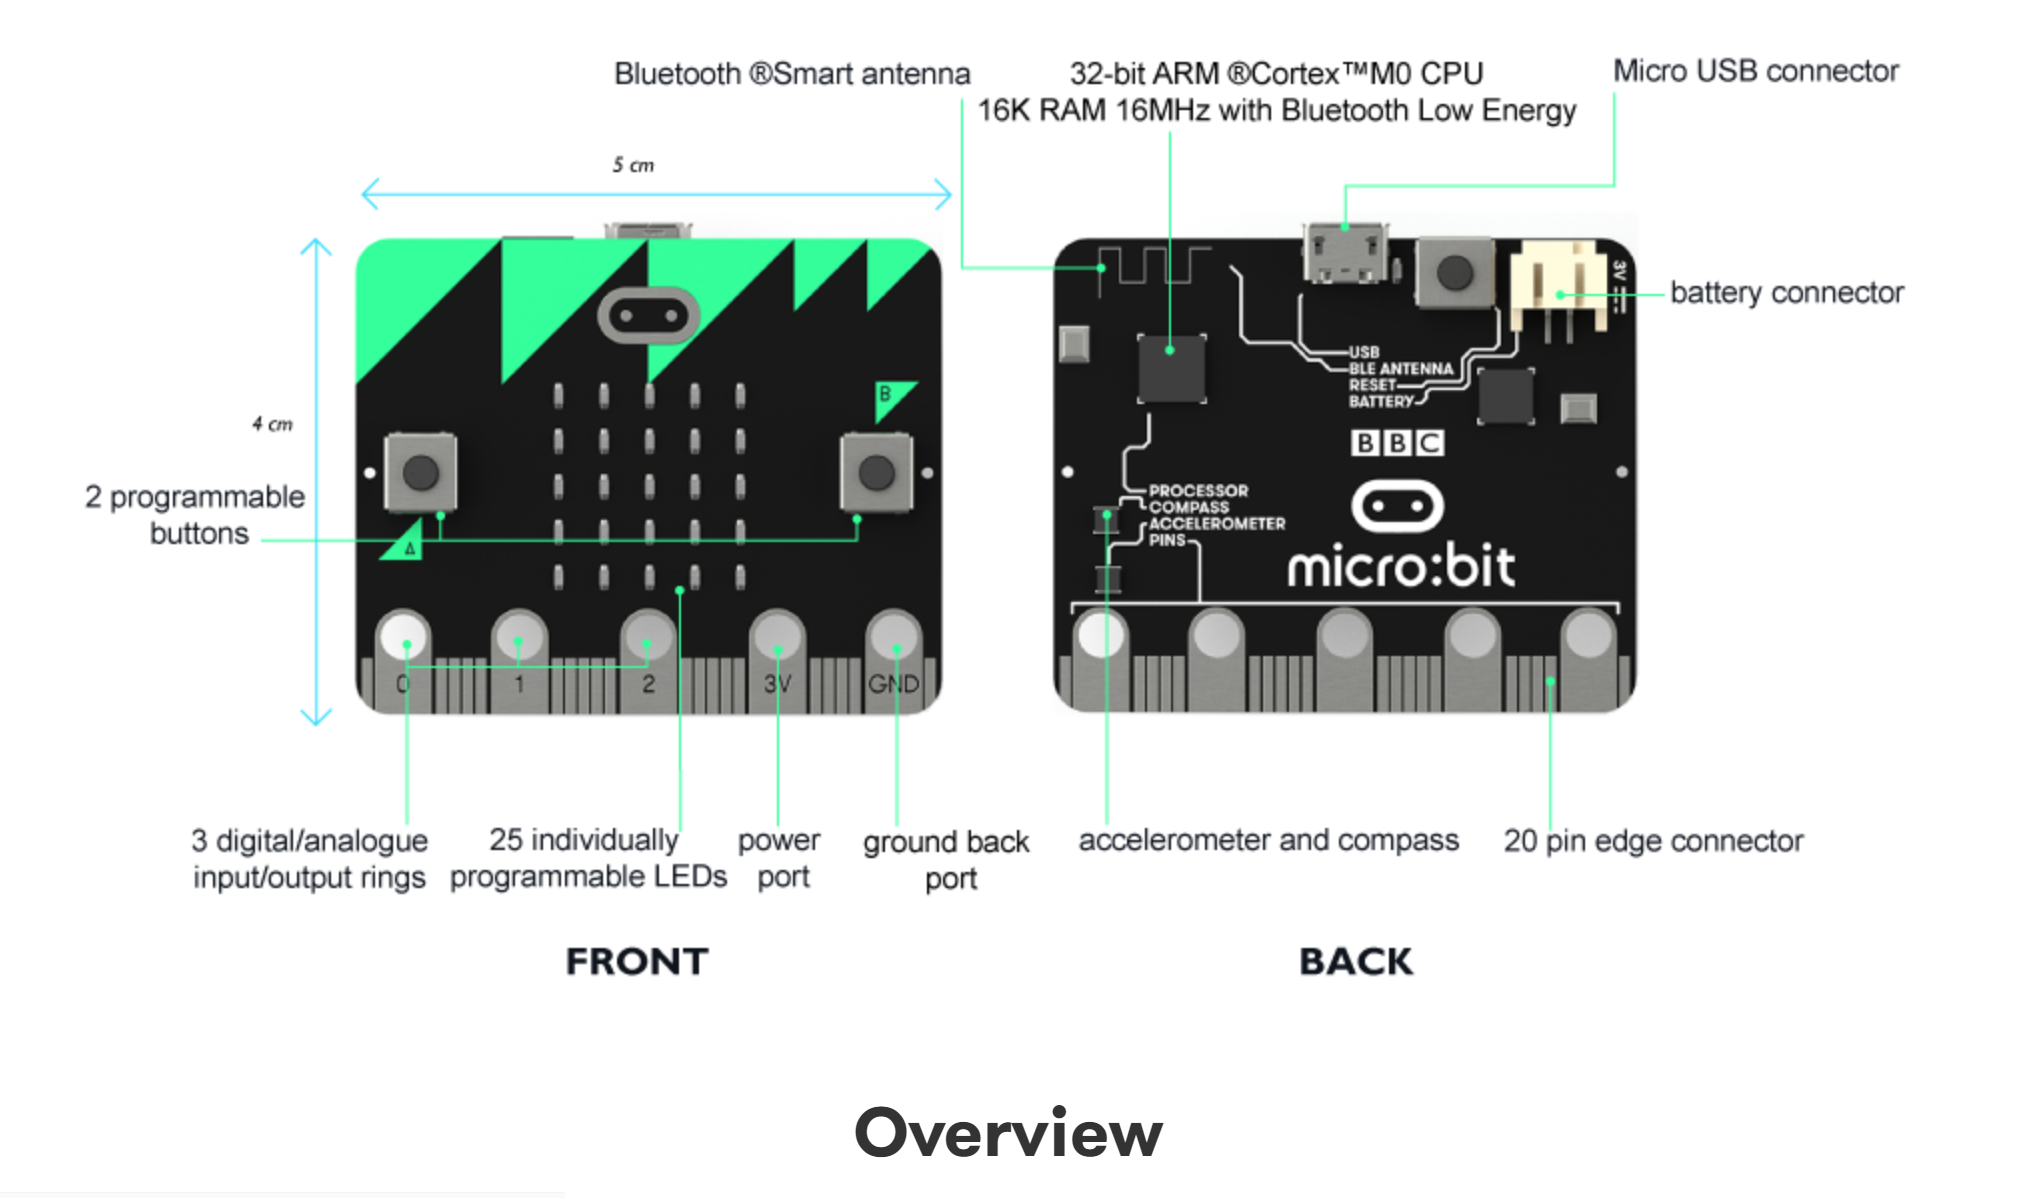 Bluetooth ®Smart antenna
32-bit ARM ®Cortex™M0 CPU
16K RAM 16MHz with Bluetooth Low Energy
Micro USB connector
5 cm
4 cm
battery connector
3V
B
2 programmable
buttons
A
0
1
2
3V
GND
USB
BLE ANTENNA
RESET
BATTERY
BBC
PROCESSOR
COMPASS
ACCELEROMETER
PINS
micro:bit
3 digital/analogue
input/output rings
25 individually
programmable LEDs
power
port
ground back
port
accelerometer and compass
20 pin edge connector
FRONT
BACK
Overview